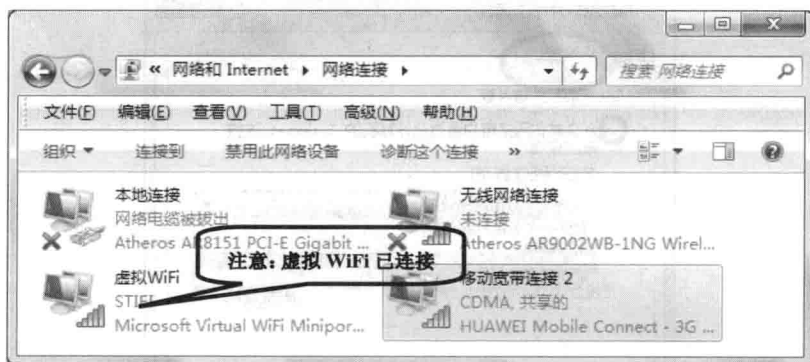 « 网络和 Internet ▸ 网络连接 ▸
搜索 网络连接
文件(F) 编辑(E) 查看(V) 工具(T) 高级(N) 帮助(H)
组织 ▼ 连接到 禁用此网络设备 诊断这个连接 »
本地连接
网络电缆被拔出
Atheros AR8151 PCI-E Gigabit ...
无线网络连接
未连接
Atheros AR9002WB-1NG Wirel...
注意：虚拟 WiFi 已连接
虚拟WiFi
Microsoft Virtual WiFi Minipor...
移动宽带连接 2
CDMA, 共享的
HUAWEI Mobile Connect - 3G ...